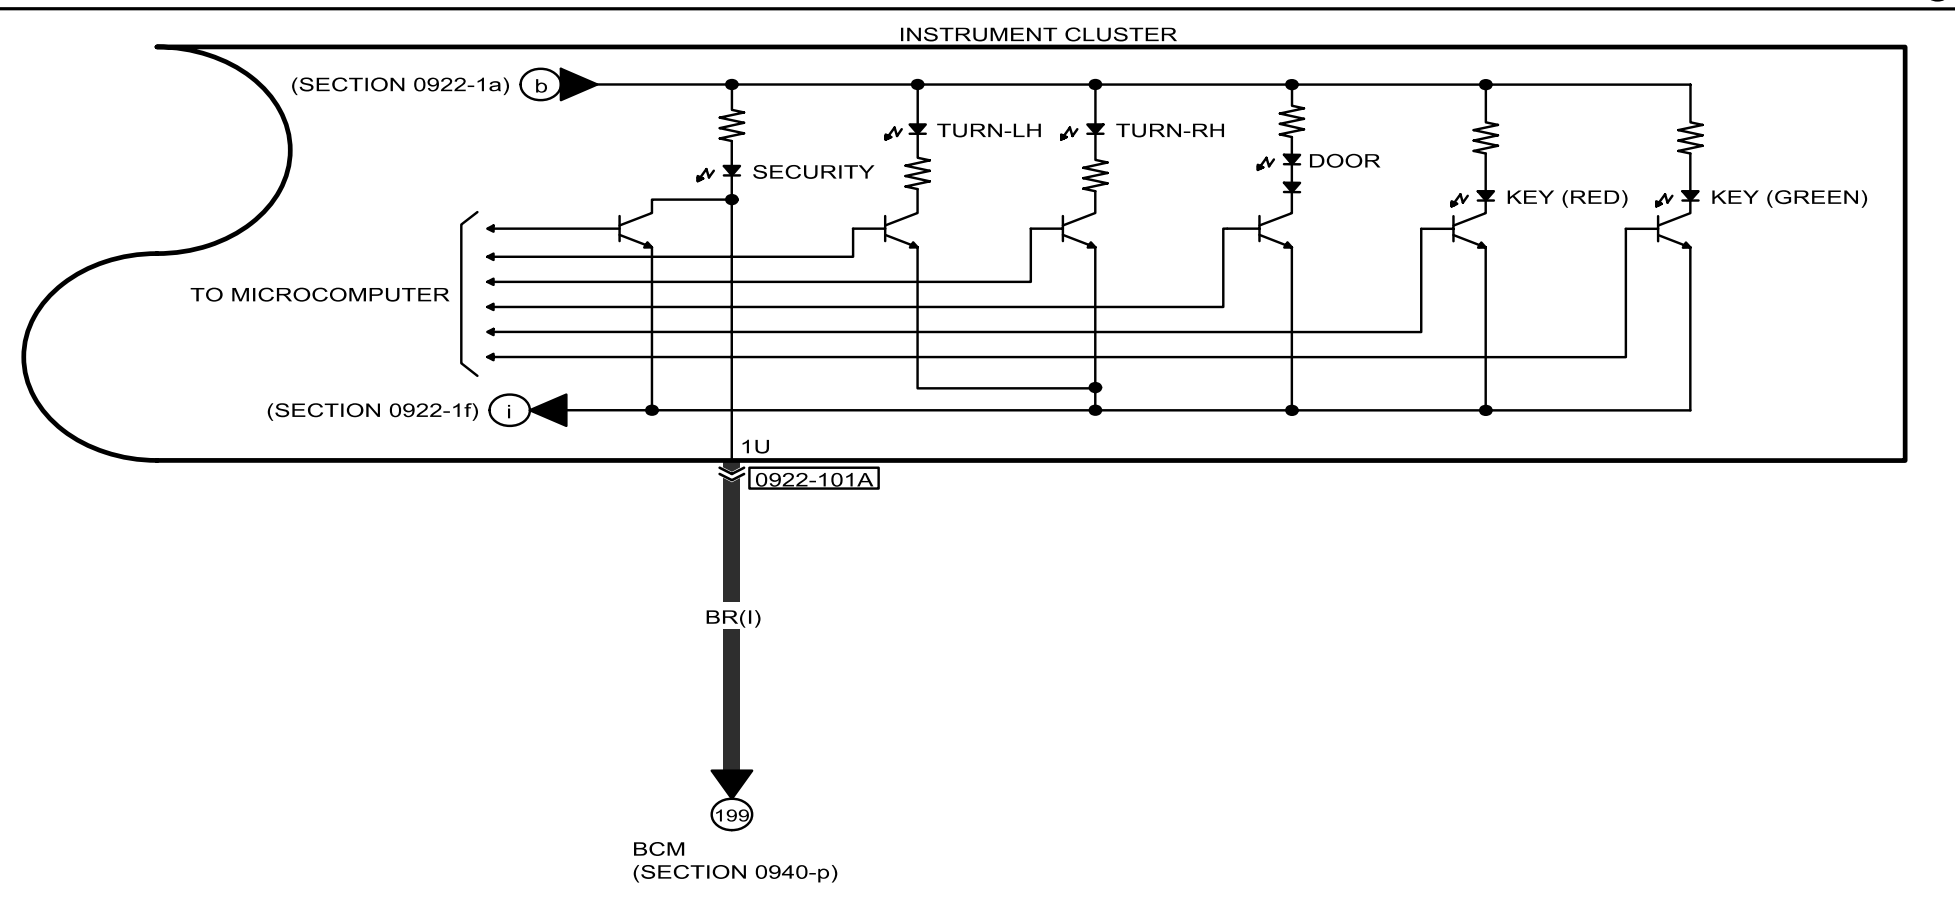 INSTRUMENT CLUSTER
(SECTION 0922-1a) b
TURN-LH
TURN-RH
DOOR
SECURITY
KEY (RED)
KEY (GREEN)
TO MICROCOMPUTER
(SECTION 0922-1f) i
1U
0922-101A
BR(I)
199
BCM
(SECTION 0940-p)